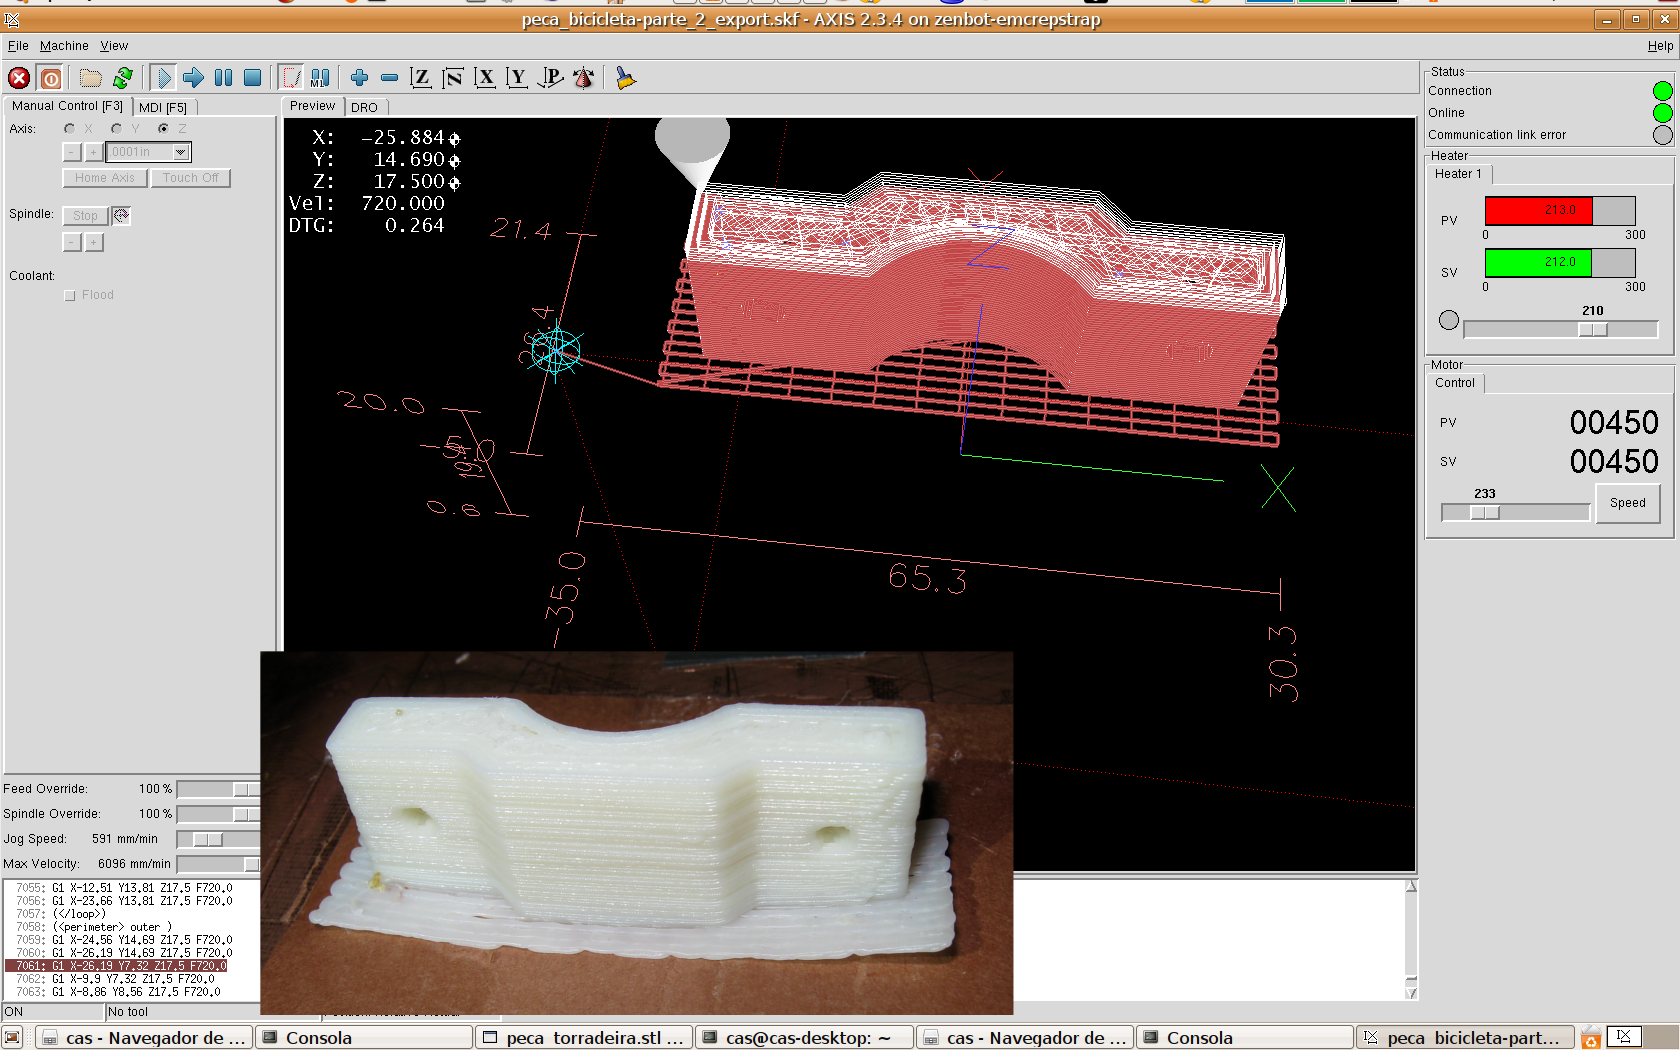 peca_bicicleta-parte_2_export.skf - AXIS 2.3.4 on zenbot-emcrepstrap
File Machine View Help
Manual Control [F3] MDI [F5]
Axis: X Y Z
- + 0001in
Home Axis Touch Off
Spindle: Stop
- +
Coolant:
Flood
Preview DRO
X: -25.884
Y: 14.690
Z: 17.500
Vel: 720.000
DTG: 0.264
21.4
20.0
19.0
0.6
65.3
-35.0
30.3
X
Status
Connection
Online
Communication link error
Heater
Heater 1
PV 213.0
0 300
SV 212.0
0 300
210
Motor
Control
PV 00450
SV 00450
233
Speed
Feed Override: 100 %
Spindle Override: 100 %
Jog Speed: 591 mm/min
Max Velocity: 6096 mm/min
7055: G1 X-12.51 Y13.81 Z17.5 F720.0
7056: G1 X-23.66 Y13.81 Z17.5 F720.0
7057: (</loop>)
7058: (<perimeter> outer )
7059: G1 X-24.56 Y14.69 Z17.5 F720.0
7060: G1 X-26.19 Y14.69 Z17.5 F720.0
7061: G1 X-26.19 Y7.32 Z17.5 F720.0
7062: G1 X-9.9 Y7.32 Z17.5 F720.0
7063: G1 X-8.86 Y8.56 Z17.5 F720.0
ON No tool
cas - Navegador de ... Consola peca torradeira.stl ... cas@cas-desktop: ~ cas - Navegador de ... Consola peca bicicleta-part...